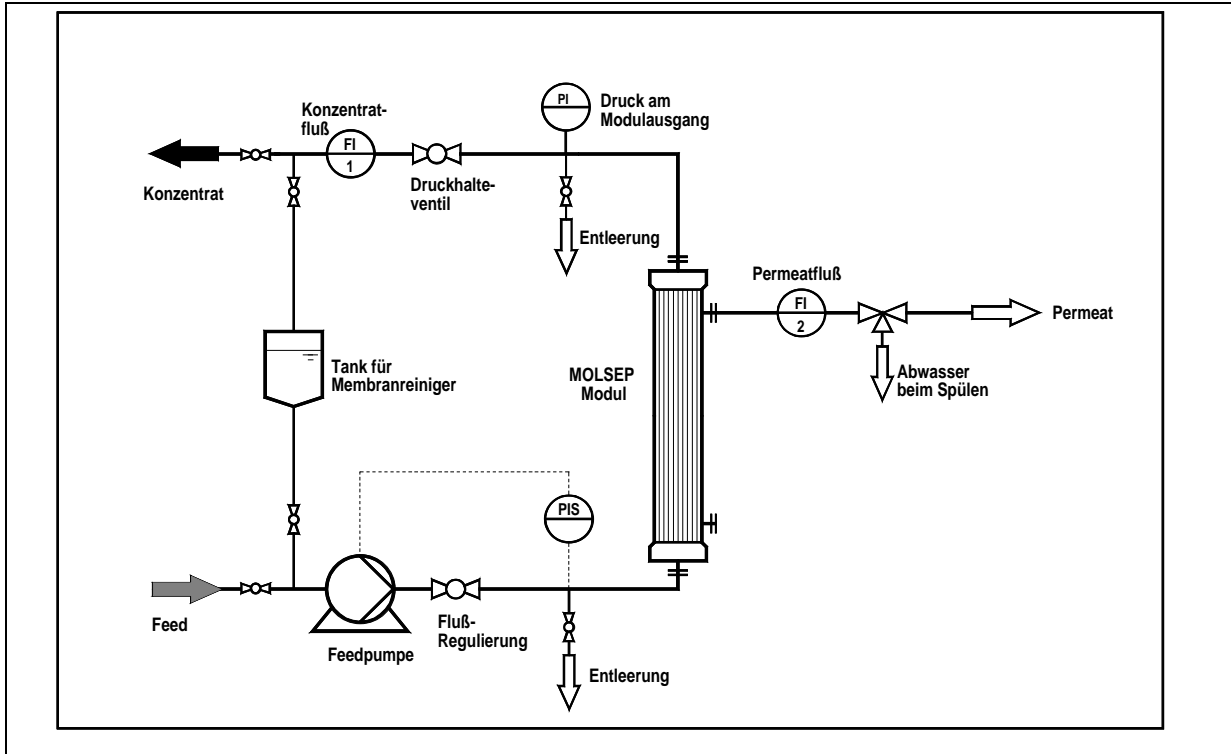 PI
Druck am
Modulausgang
Konzentrat-
fluß
FI
1
Konzentrat
Druckhalte-
ventil
Entleerung
Permeatfluß
FI
2
Permeat
Tank für
Membranreiniger
MOLSEP
Modul
Abwasser
beim Spülen
PIS
Feed
Feedpumpe
Fluß-
Regulierung
Entleerung